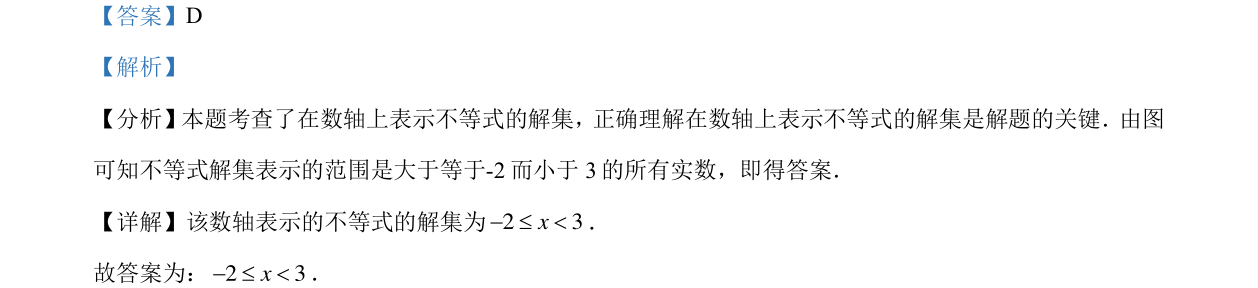 【答案】D
【解析】
【分析】本题考查了在数轴上表示不等式的解集，正确理解在数轴上表示不等式的解集是解题的关键．由图
可知不等式解集表示的范围是大于等于-2 而小于 3 的所有实数，即得答案．
【详解】该数轴表示的不等式的解集为 −2 ≤ x < 3．
故答案为： −2 ≤ x < 3．